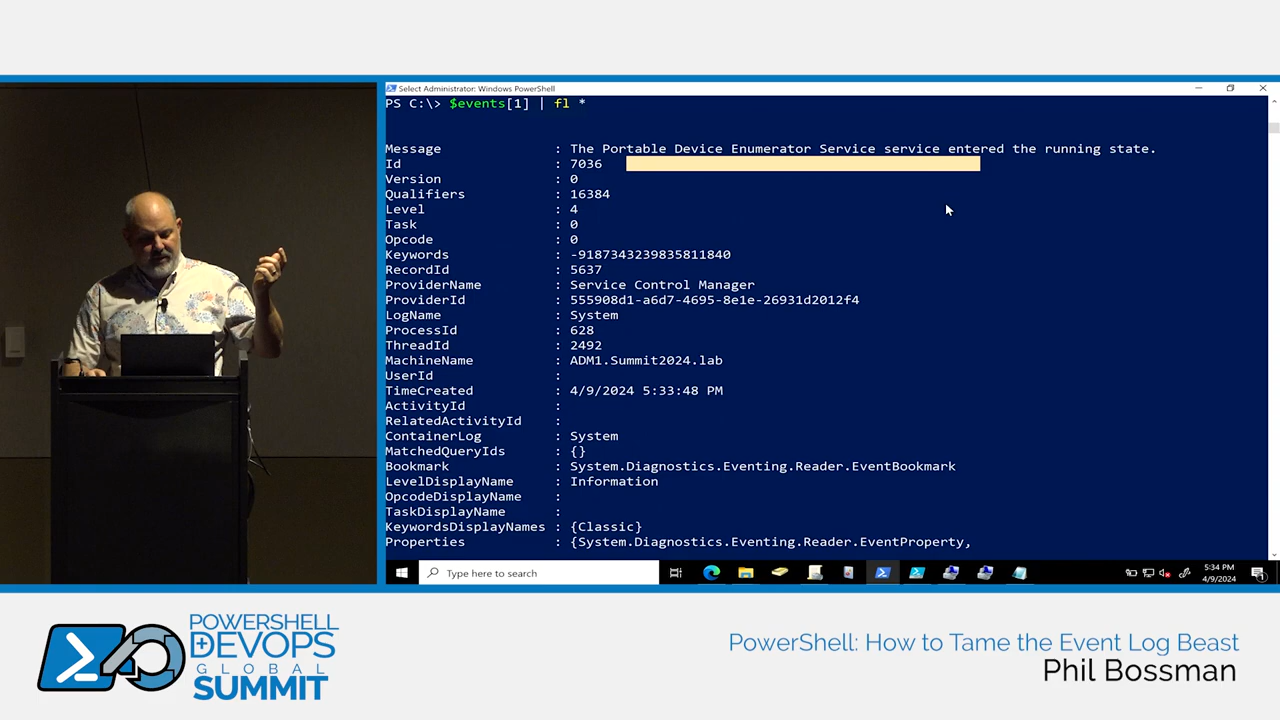 Select Administrator: Windows PowerShell
PS C:\> $events[1] | fl *
Message : The Portable Device Enumerator Service service entered the running state.
Id : 7036
Version : 0
Qualifiers : 16384
Level : 4
Task : 0
Opcode : 0
Keywords : -9187343239835811840
RecordId : 5637
ProviderName : Service Control Manager
ProviderId : 555908d1-a6d7-4695-8e1e-26931d2012f4
LogName : System
ProcessId : 628
ThreadId : 2492
MachineName : ADM1.Summit2024.lab
UserId :
TimeCreated : 4/9/2024 5:33:48 PM
ActivityId :
RelatedActivityId :
ContainerLog : System
MatchedQueryIds : {}
Bookmark : System.Diagnostics.Eventing.Reader.EventBookmark
LevelDisplayName : Information
OpcodeDisplayName :
TaskDisplayName :
KeywordsDisplayNames : {Classic}
Properties : {System.Diagnostics.Eventing.Reader.EventProperty,
Type here to search
5:34 PM
4/9/2024
POWERSHELL
DEVOPS
GLOBAL
SUMMIT
PowerShell: How to Tame the Event Log Beast
Phil Bossman